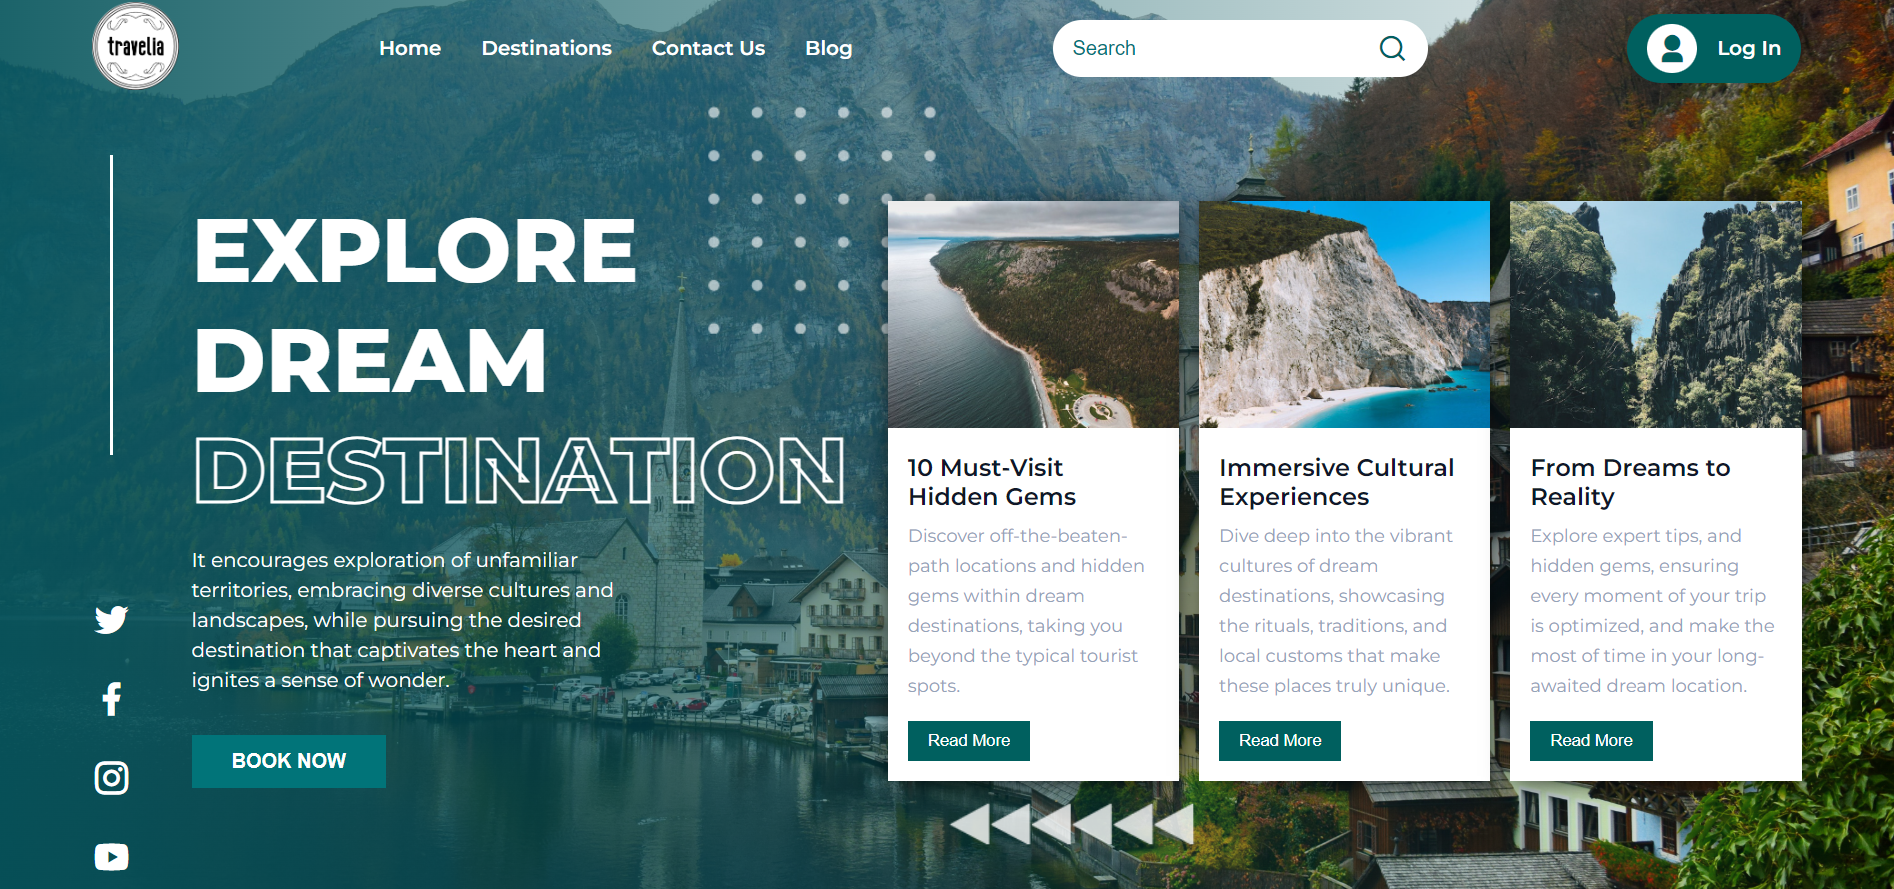 travelia
Home
Destinations
Contact Us
Blog
Search
Log In
EXPLORE
DREAM
DESTINATION
It encourages exploration of unfamiliar
territories, embracing diverse cultures and
landscapes, while pursuing the desired
destination that captivates the heart and
ignites a sense of wonder.
BOOK NOW
10 Must-Visit
Hidden Gems
Discover off-the-beaten-
path locations and hidden
gems within dream
destinations, taking you
beyond the typical tourist
spots.
Read More
Immersive Cultural
Experiences
Dive deep into the vibrant
cultures of dream
destinations, showcasing
the rituals, traditions, and
local customs that make
these places truly unique.
Read More
From Dreams to
Reality
Explore expert tips, and
hidden gems, ensuring
every moment of your trip
is optimized, and make the
most of time in your long-
awaited dream location.
Read More